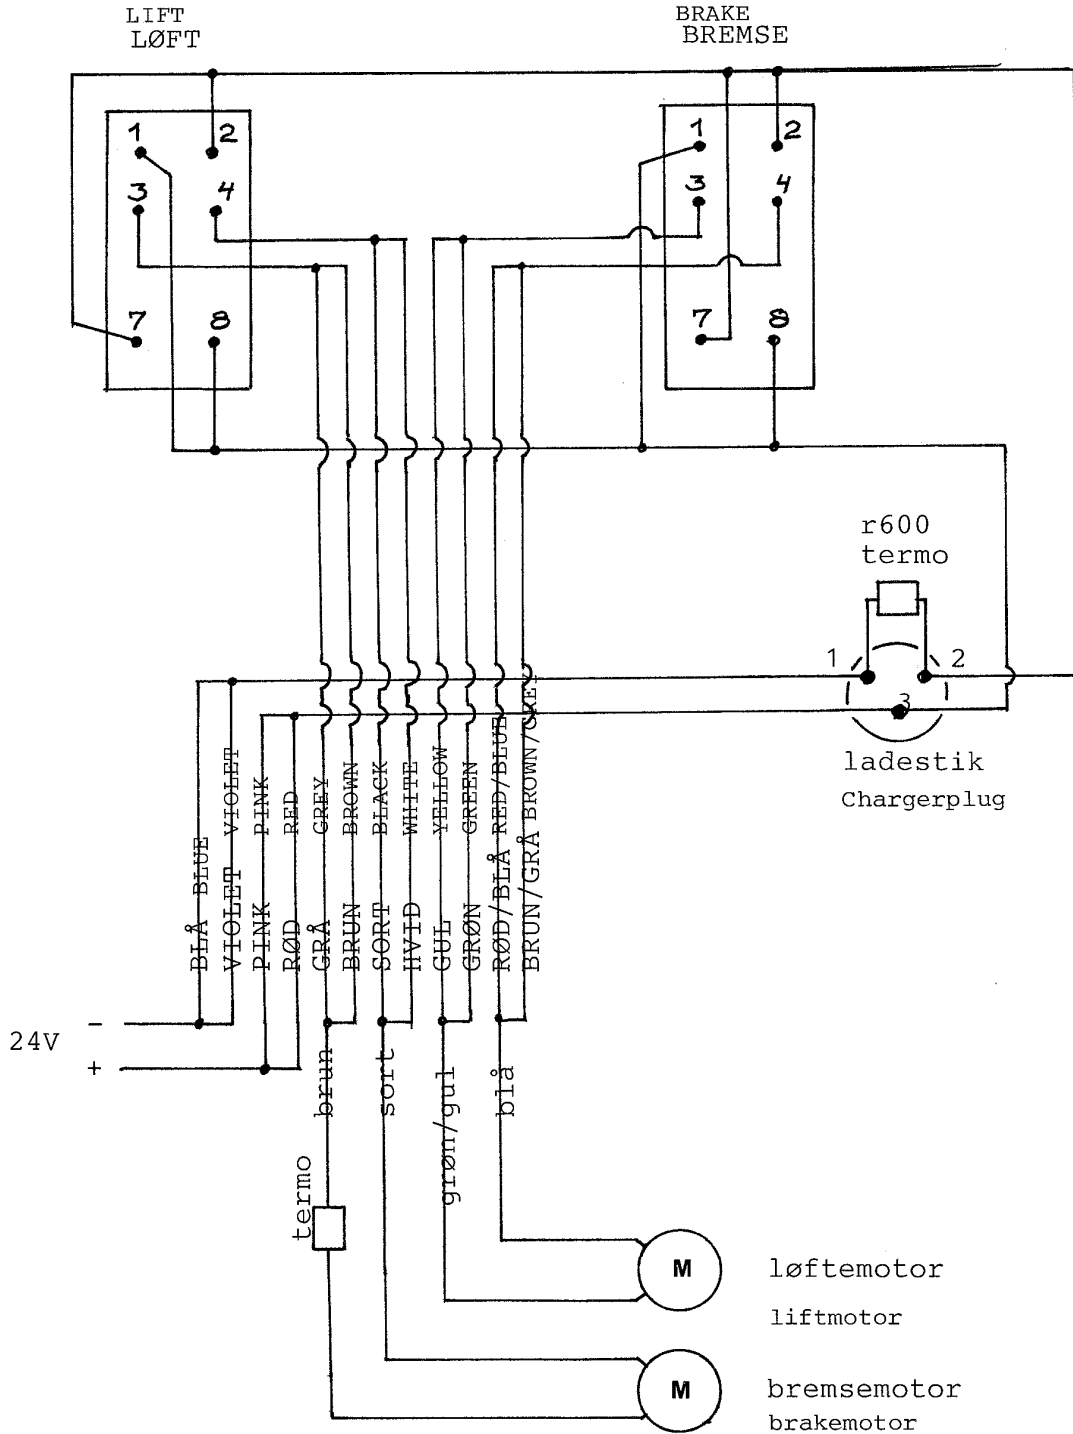 LIFT
LØFT
BRAKE
BREMSE
1
2
3
4
7
8
1
2
3
4
7
8
r600
termo
1
2
3
ladestik
Chargerplug
BLÅ BLUE
VIOLET VIOLET
PINK PINK
RØD RED
GRÅ GREY
BRUN BROWN
SORT BLACK
HVID WHITE
GUL YELLOW
GRØN GREEN
RØD/BLÅ RED/BLUE
BRUN/GRÅ BROWN/GREY
24V
-
+
brun
sort
grøn/gul
blå
termo
M
løftemotor
liftmotor
M
bremsemotor
brakemotor